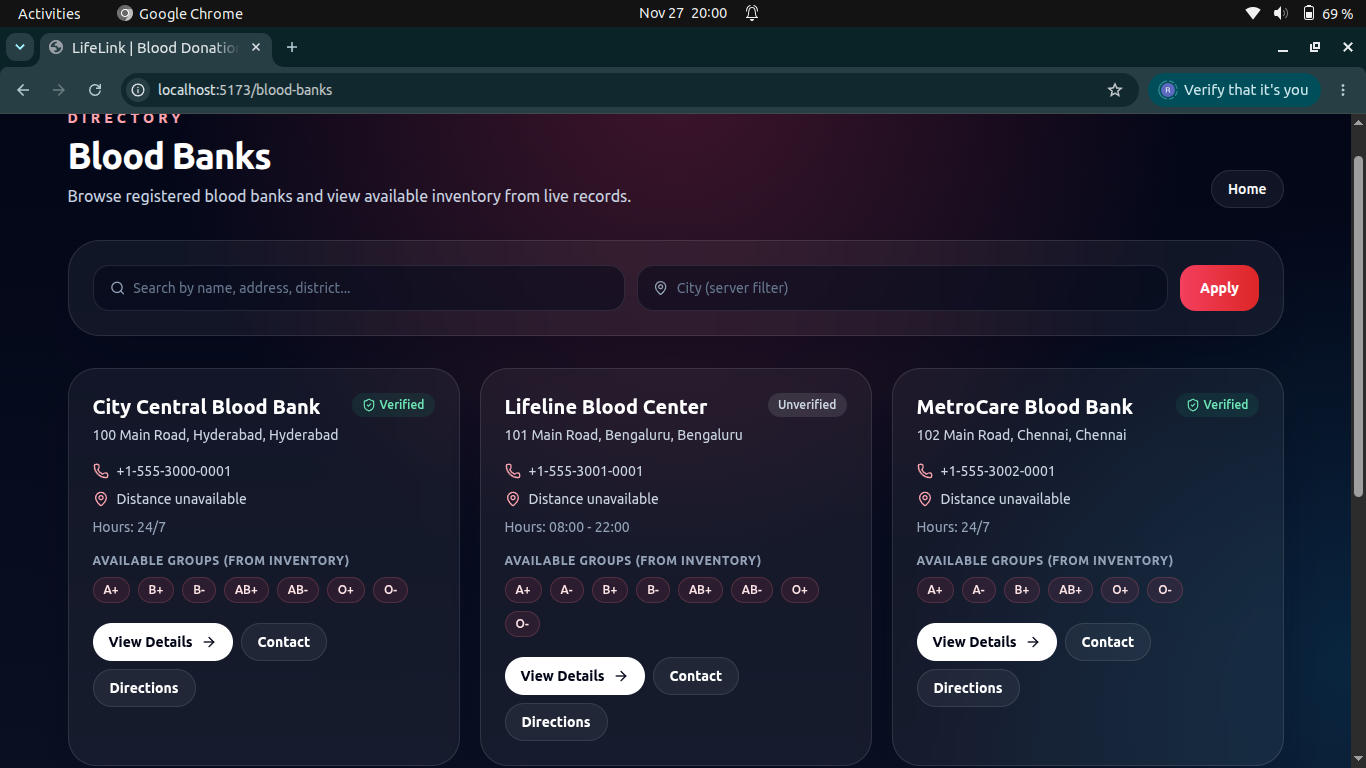 Activities Google Chrome Nov 27 20:00 69 %
LifeLink | Blood Donatio
localhost:5173/blood-banks R Verify that it's you
DIRECTORY
Blood Banks
Browse registered blood banks and view available inventory from live records.
Home
Search by name, address, district... City (server filter) Apply
City Central Blood Bank Verified
100 Main Road, Hyderabad, Hyderabad
+1-555-3000-0001
Distance unavailable
Hours: 24/7
AVAILABLE GROUPS (FROM INVENTORY)
A+ B+ B- AB+ AB- O+ O-
View Details Contact
Directions
Lifeline Blood Center Unverified
101 Main Road, Bengaluru, Bengaluru
+1-555-3001-0001
Distance unavailable
Hours: 08:00 - 22:00
AVAILABLE GROUPS (FROM INVENTORY)
A+ A- B+ B- AB+ AB- O+
O-
View Details Contact
Directions
MetroCare Blood Bank Verified
102 Main Road, Chennai, Chennai
+1-555-3002-0001
Distance unavailable
Hours: 24/7
AVAILABLE GROUPS (FROM INVENTORY)
A+ A- B+ AB+ O+ O-
View Details Contact
Directions